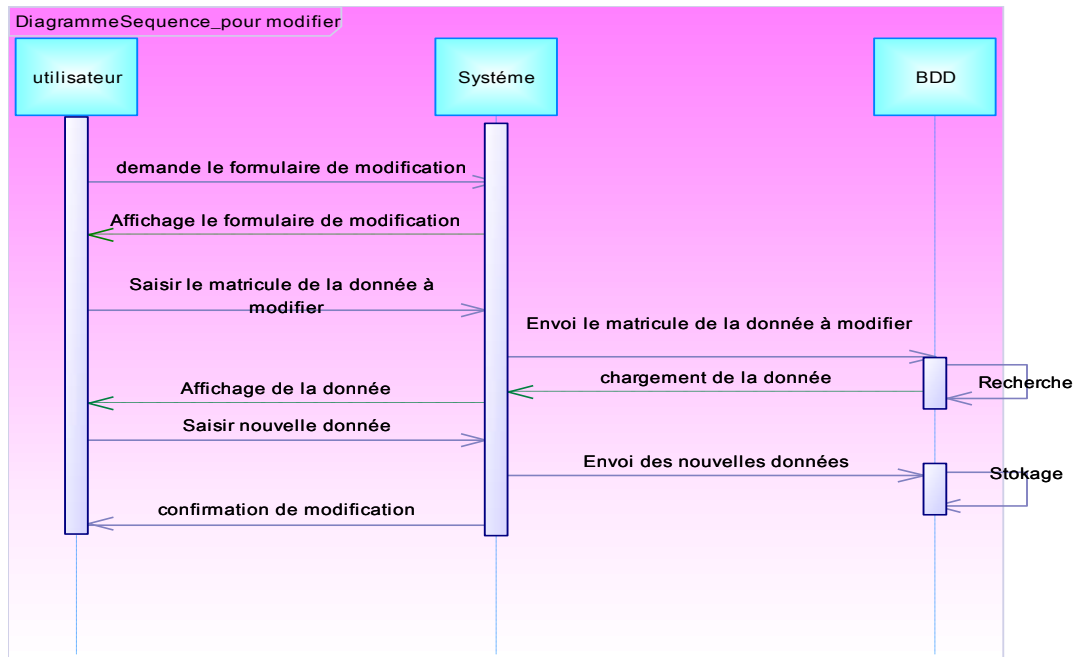 DiagrammeSequence_pour modifier
utilisateur
Systéme
BDD
demande le formulaire de modification
Affichage le formulaire de modification
Saisir le matricule de la donnée à
modifier
Envoi le matricule de la donnée à modifier
chargement de la donnée
Recherche
Affichage de la donnée
Saisir nouvelle donnée
Envoi des nouvelles données
Stokage
confirmation de modification